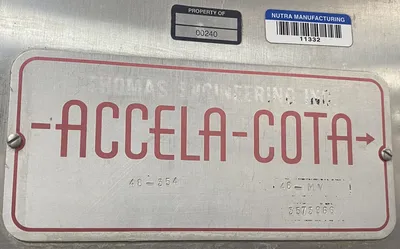 PROPERTY OF
00240
NUTRA MANUFACTURING
11332
THOMAS ENGINEERING INC.
-ACCELA-COTA→